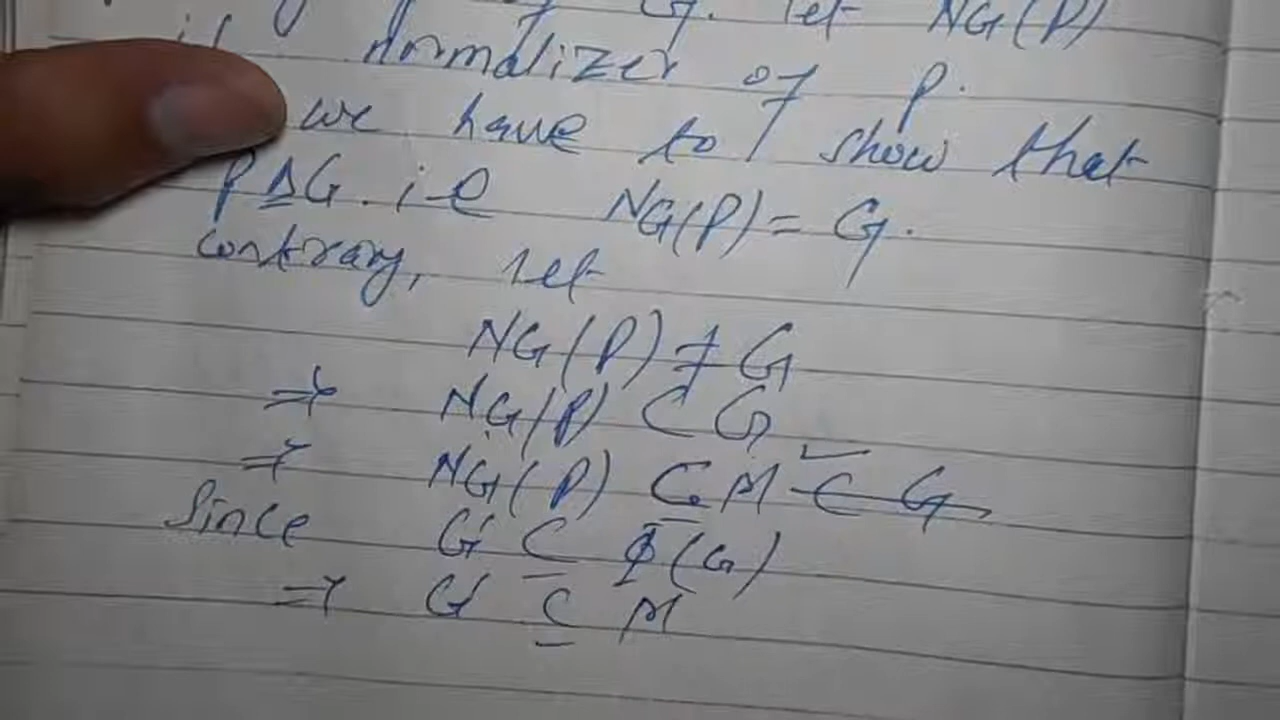 G. Let NG(P)
normalizer of P.
we have to show that
P ⊴ G. i.e NG(P) = G.
contrary, let
NG(P) ≠ G
⇒ NG(P) ⊂ G
⇒ NG(P) ⊆ M
Since G' ⊆ Φ(G)
⇒ G' ⊆ M